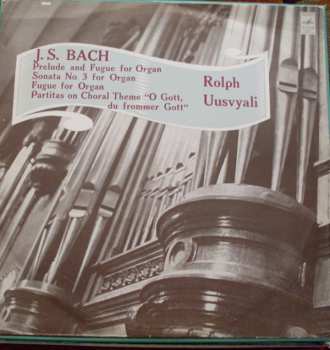 J. S. BACH
Prelude and Fugue for Organ
Sonata No 3 for Organ
Fugue for Organ
Partitas on Choral Theme "O Gott,
du frommer Gott"
Rolph
Uusvyali